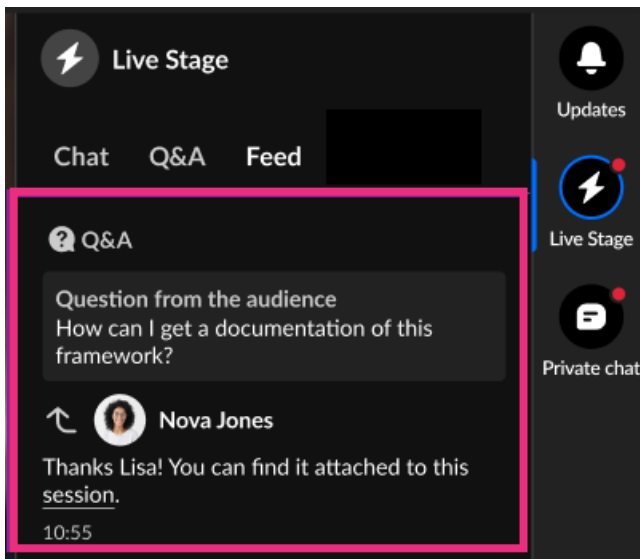 Live Stage
Chat Q&A Feed
Q&A
Question from the audience
How can I get a documentation of this
framework?
Nova Jones
Thanks Lisa! You can find it attached to this
session.
10:55
Updates
Live Stage
Private chat